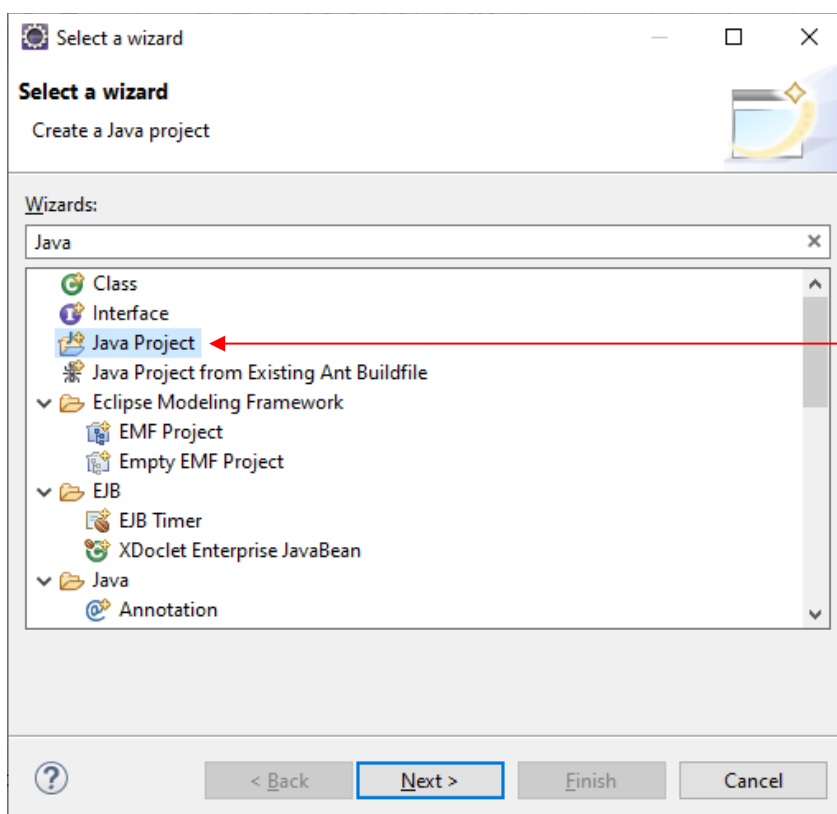 Select a wizard
Select a wizard
Create a Java project
Wizards:
Java
Class
Interface
Java Project
Java Project from Existing Ant Buildfile
Eclipse Modeling Framework
EMF Project
Empty EMF Project
EJB
EJB Timer
XDoclet Enterprise JavaBean
Java
Annotation
? < Back Next > Finish Cancel